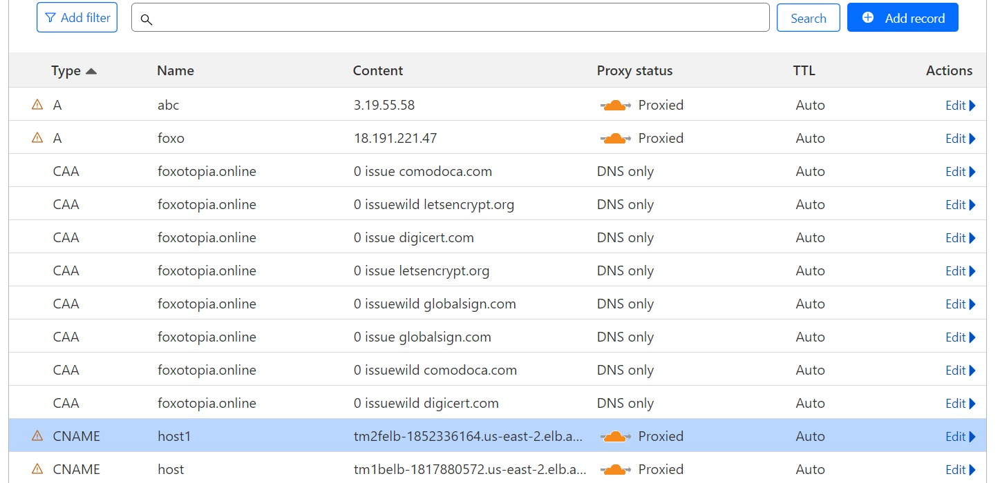 Add filter Search Add record
Type Name Content Proxy status TTL Actions
A abc 3.19.55.58 Proxied Auto Edit
A foxo 18.191.221.47 Proxied Auto Edit
CAA foxotopia.online 0 issue comodoca.com DNS only Auto Edit
CAA foxotopia.online 0 issuewild letsencrypt.org DNS only Auto Edit
CAA foxotopia.online 0 issue digicert.com DNS only Auto Edit
CAA foxotopia.online 0 issue letsencrypt.org DNS only Auto Edit
CAA foxotopia.online 0 issuewild globalsign.com DNS only Auto Edit
CAA foxotopia.online 0 issue globalsign.com DNS only Auto Edit
CAA foxotopia.online 0 issuewild comodoca.com DNS only Auto Edit
CAA foxotopia.online 0 issuewild digicert.com DNS only Auto Edit
CNAME host1 tm2felb-1852336164.us-east-2.elb.a... Proxied Auto Edit
CNAME host tm1belb-1817880572.us-east-2.elb.a... Proxied Auto Edit